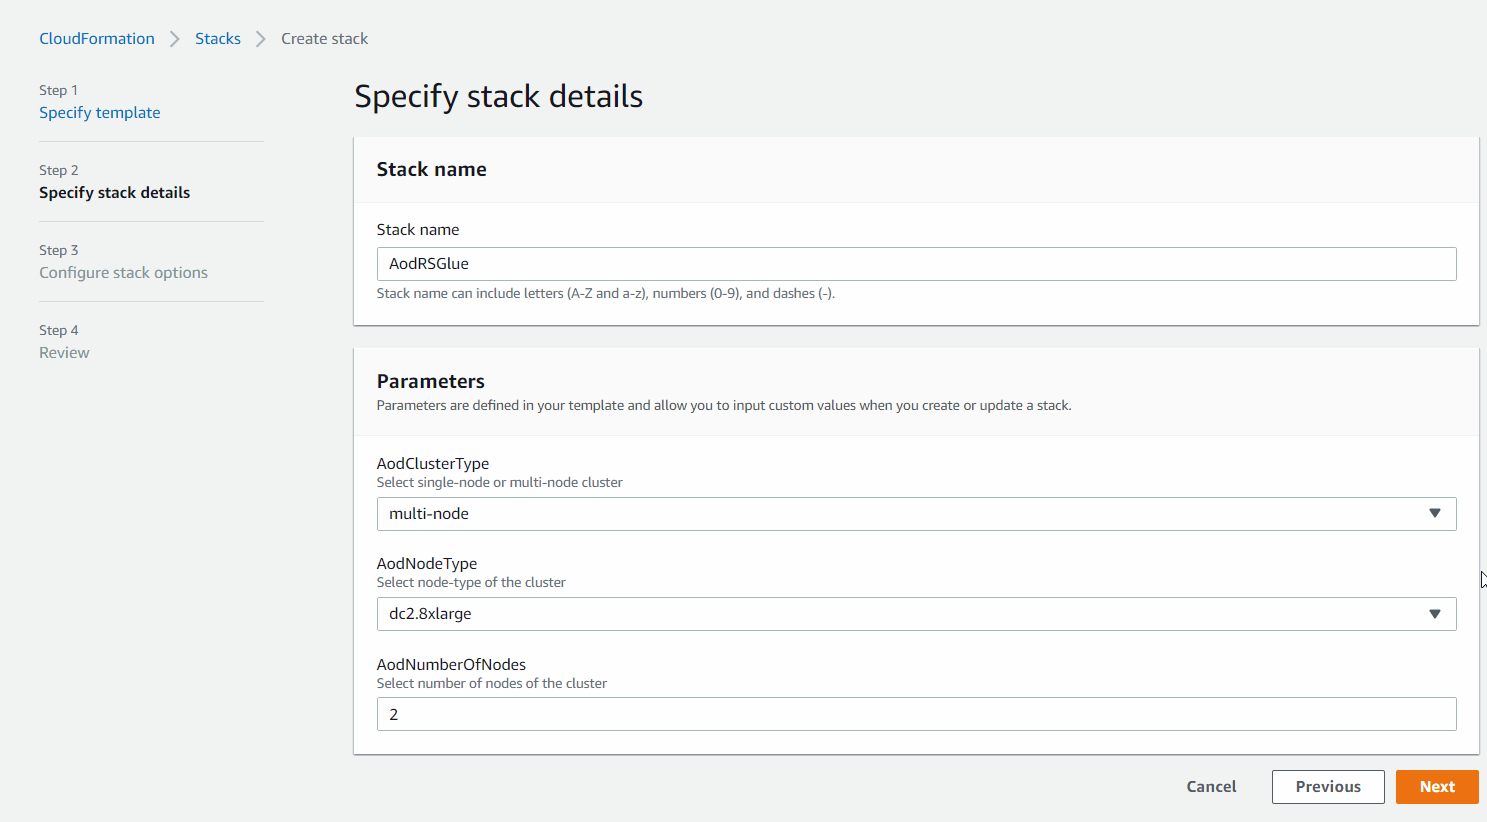 CloudFormation > Stacks > Create stack
Step 1
Specify template
Step 2
Specify stack details
Step 3
Configure stack options
Step 4
Review
Specify stack details
Stack name
Stack name
AodRSGlue
Stack name can include letters (A-Z and a-z), numbers (0-9), and dashes (-).
Parameters
Parameters are defined in your template and allow you to input custom values when you create or update a stack.
AodClusterType
Select single-node or multi-node cluster
multi-node
AodNodeType
Select node-type of the cluster
dc2.8xlarge
AodNumberOfNodes
Select number of nodes of the cluster
2
Cancel Previous Next